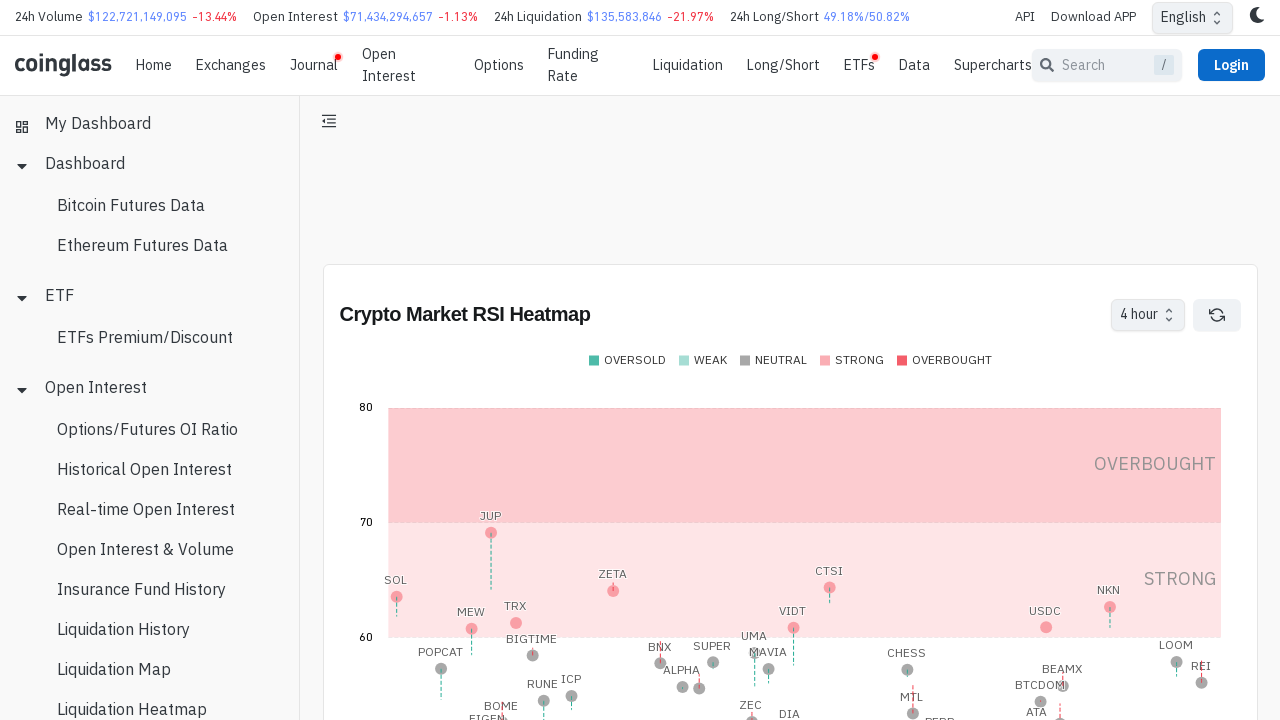 24h Volume $122,721,149,095 -13.44% Open Interest $71,434,294,657 -1.13% 24h Liquidation $135,583,846 -21.97% 24h Long/Short 49.18%/50.82% API Download APP English
coinglass Home Exchanges Journal Open Interest Options Funding Rate Liquidation Long/Short ETFs Data Supercharts Search / Login
My Dashboard
Dashboard
Bitcoin Futures Data
Ethereum Futures Data
ETF
ETFs Premium/Discount
Open Interest
Options/Futures OI Ratio
Historical Open Interest
Real-time Open Interest
Open Interest & Volume
Insurance Fund History
Liquidation History
Liquidation Map
Liquidation Heatmap
Crypto Market RSI Heatmap 4 hour
OVERSOLD WEAK NEUTRAL STRONG OVERBOUGHT
80
OVERBOUGHT
70
JUP
CTSI
ZETA
SOL
STRONG
NKN
TRX
MEW
VIDT
USDC
60
BIGTIME
UMA
BNX
SUPER
LOOM
POPCAT
MAVIA
CHESS
REI
ALPHA
BEAMX
RUNE
ICP
BTCDOM
MTL
BOME
ZEC
ATA
DIA
EIGEN
PERP